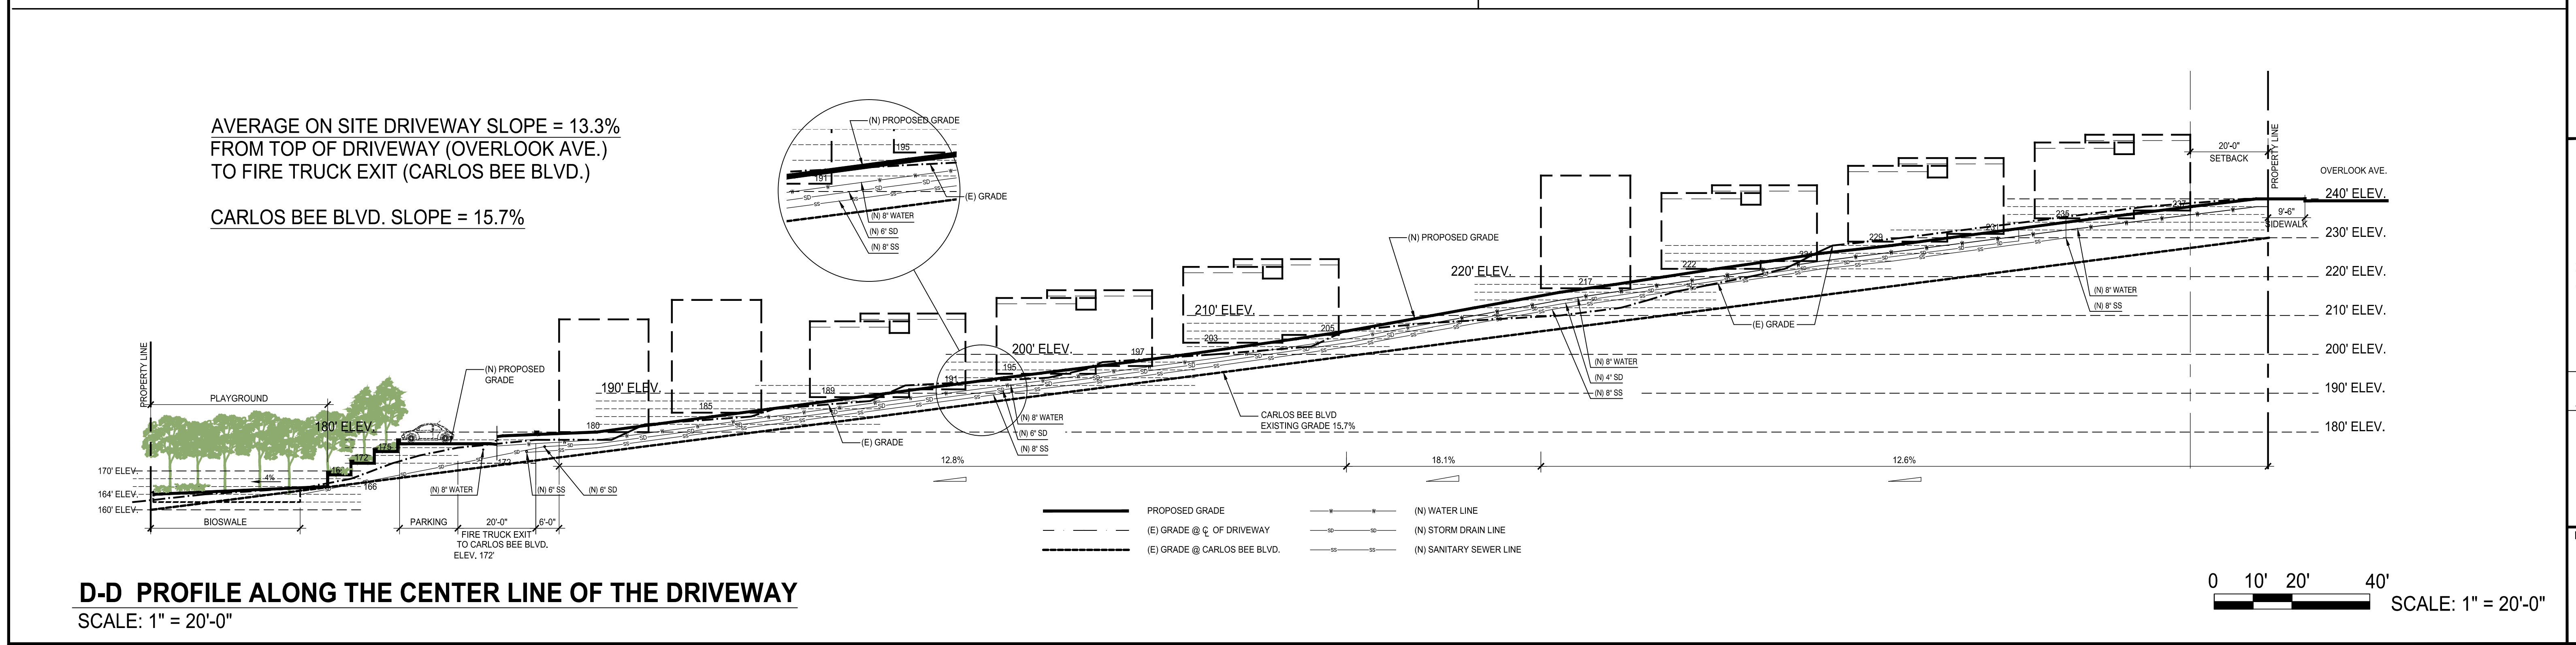 AVERAGE ON SITE DRIVEWAY SLOPE = 13.3%
FROM TOP OF DRIVEWAY (OVERLOOK AVE.)
TO FIRE TRUCK EXIT (CARLOS BEE BLVD.)
CARLOS BEE BLVD. SLOPE = 15.7%
(N) PROPOSED GRADE
195
191
(E) GRADE
(N) 8" WATER
(N) 6" SD
(N) 8" SS
20'-0"
SETBACK
PROPERTY LINE
OVERLOOK AVE.
240' ELEV.
9'-6"
SIDEWALK
230' ELEV.
220' ELEV.
210' ELEV.
200' ELEV.
190' ELEV.
180' ELEV.
235
231
229
222
217
(N) 8" WATER
(N) 8" SS
(E) GRADE
(N) PROPOSED GRADE
220' ELEV.
210' ELEV.
205
203
(N) 8" WATER
(N) 4" SD
(N) 8" SS
200' ELEV.
197
195
191
189
185
180
190' ELEV.
(N) 8" WATER
(N) 6" SD
(N) 8" SS
(E) GRADE
CARLOS BEE BLVD
EXISTING GRADE 15.7%
PROPERTY LINE
PLAYGROUND
(N) PROPOSED
GRADE
180' ELEV.
175
172
172
166
4%
170' ELEV.
164' ELEV.
160' ELEV.
(N) 8" WATER
(N) 6" SS
(N) 6" SD
12.8%
18.1%
12.6%
BIOSWALE
PARKING
20'-0"
6'-0"
FIRE TRUCK EXIT
TO CARLOS BEE BLVD.
ELEV. 172'
PROPOSED GRADE
(E) GRADE @ ℄ OF DRIVEWAY
(E) GRADE @ CARLOS BEE BLVD.
(N) WATER LINE
(N) STORM DRAIN LINE
(N) SANITARY SEWER LINE
D-D PROFILE ALONG THE CENTER LINE OF THE DRIVEWAY
SCALE: 1" = 20'-0"
0 10' 20' 40'
SCALE: 1" = 20'-0"